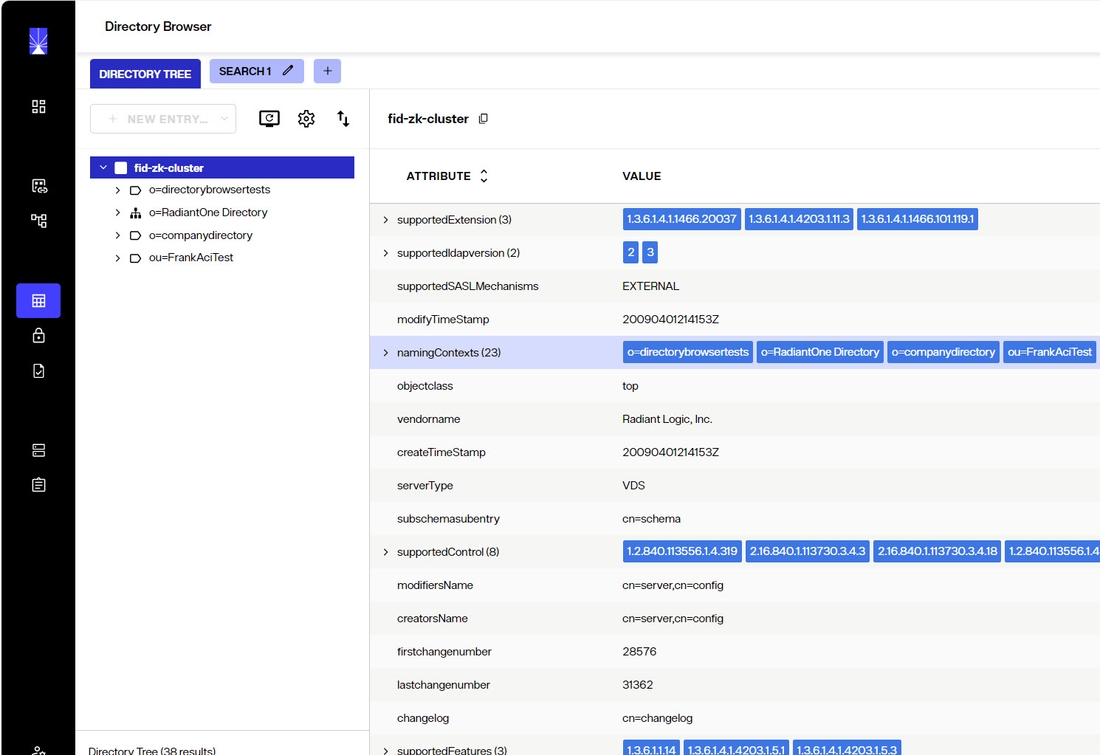 Directory Browser
DIRECTORY TREE
SEARCH 1
+
+ NEW ENTRY...
fid-zk-cluster
o=directorybrowsertests
o=RadiantOne Directory
o=companydirectory
ou=FrankAciTest
Directory Tree (38 results)
fid-zk-cluster
ATTRIBUTE VALUE
supportedExtension (3) 1.3.6.1.4.1.1466.20037 1.3.6.1.4.1.4203.1.11.3 1.3.6.1.4.1.1466.101.119.1
supportedldapversion (2) 2 3
supportedSASLMechanisms EXTERNAL
modifyTimeStamp 20090401214153Z
namingContexts (23) o=directorybrowsertests o=RadiantOne Directory o=companydirectory ou=FrankAciTest
objectclass top
vendorname Radiant Logic, Inc.
createTimeStamp 20090401214153Z
serverType VDS
subschemasubentry cn=schema
supportedControl (8) 1.2.840.113556.1.4.319 2.16.840.1.113730.3.4.3 2.16.840.1.113730.3.4.18 1.2.840.113556.1.4
modifiersName cn=server,cn=config
creatorsName cn=server,cn=config
firstchangenumber 28576
lastchangenumber 31362
changelog cn=changelog
supportedFeatures (3) 1.3.6.1.1.14 1.3.6.1.4.1.4203.1.5.1 1.3.6.1.4.1.4203.1.5.3